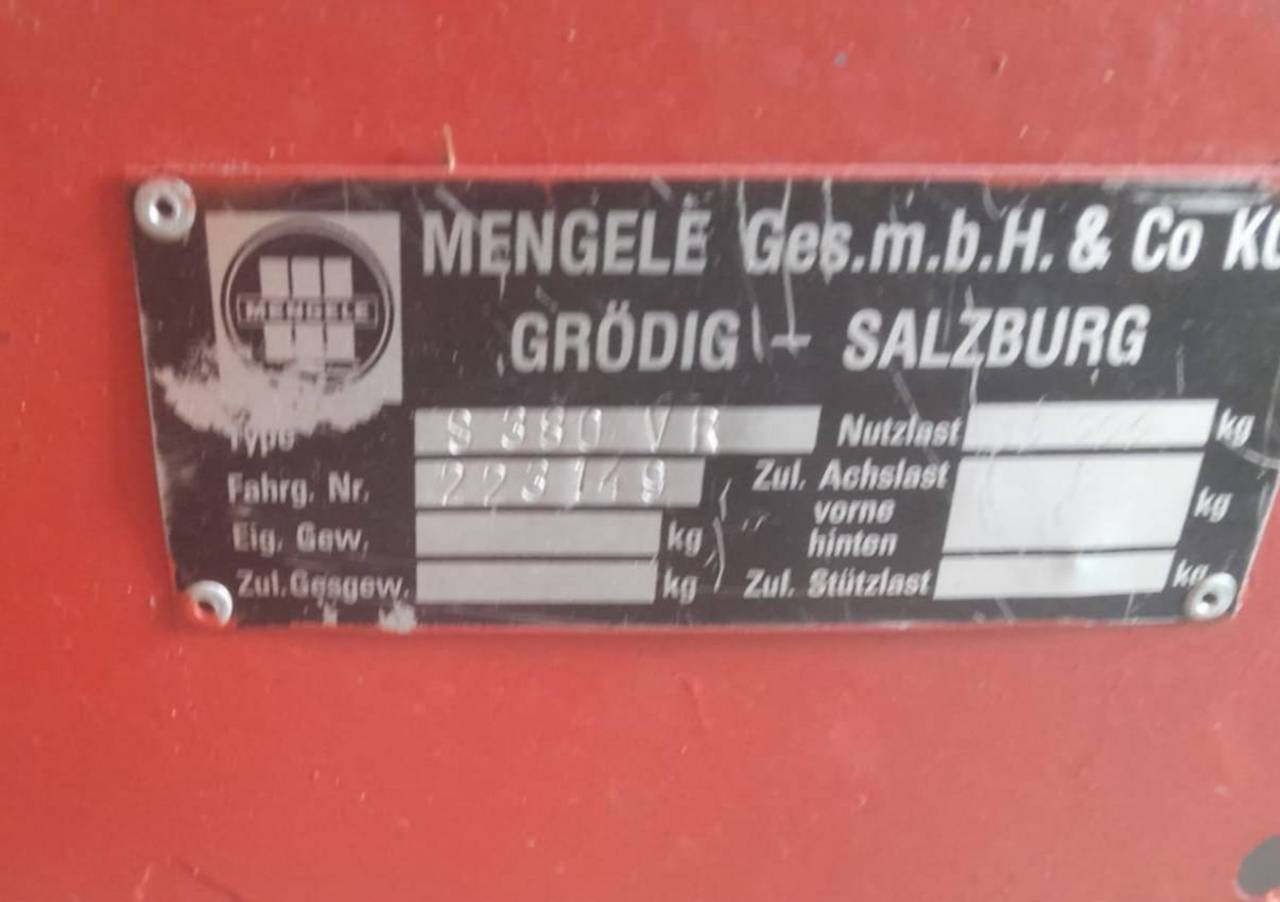 MENGELE
MENGELE Ges.m.b.H. & Co KG
GRÖDIG - SALZBURG
Type S 380 VR
Nutzlast kg
Fahrg. Nr. 223149
Zul. Achslast
vorne kg
hinten
Eig. Gew. kg
Zul. Gesgew. kg
Zul. Stützlast kg